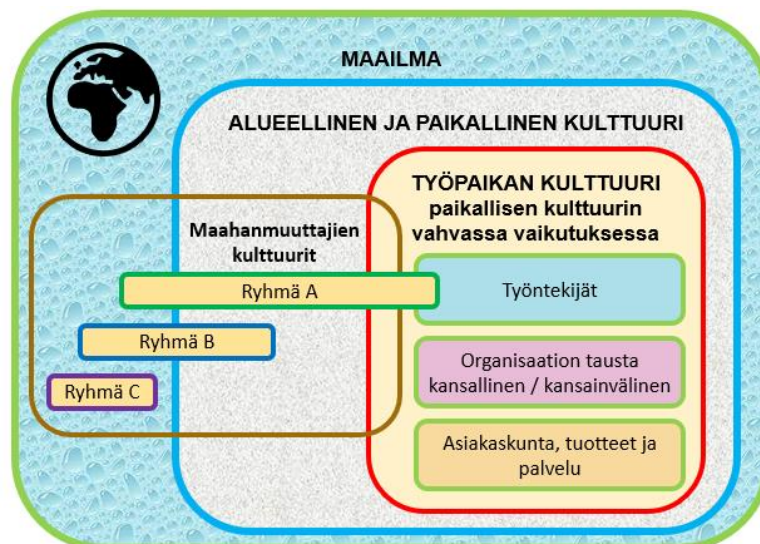 MAAILMA
ALUEELLINEN JA PAIKALLINEN KULTTUURI
TYÖPAIKAN KULTTUURI
paikallisen kulttuurin
vahvassa vaikutuksessa
Maahanmuuttajien
kulttuurit
Ryhmä A
Työntekijät
Ryhmä B
Organisaation tausta
kansallinen / kansainvälinen
Ryhmä C
Asiakaskunta, tuotteet ja
palvelu